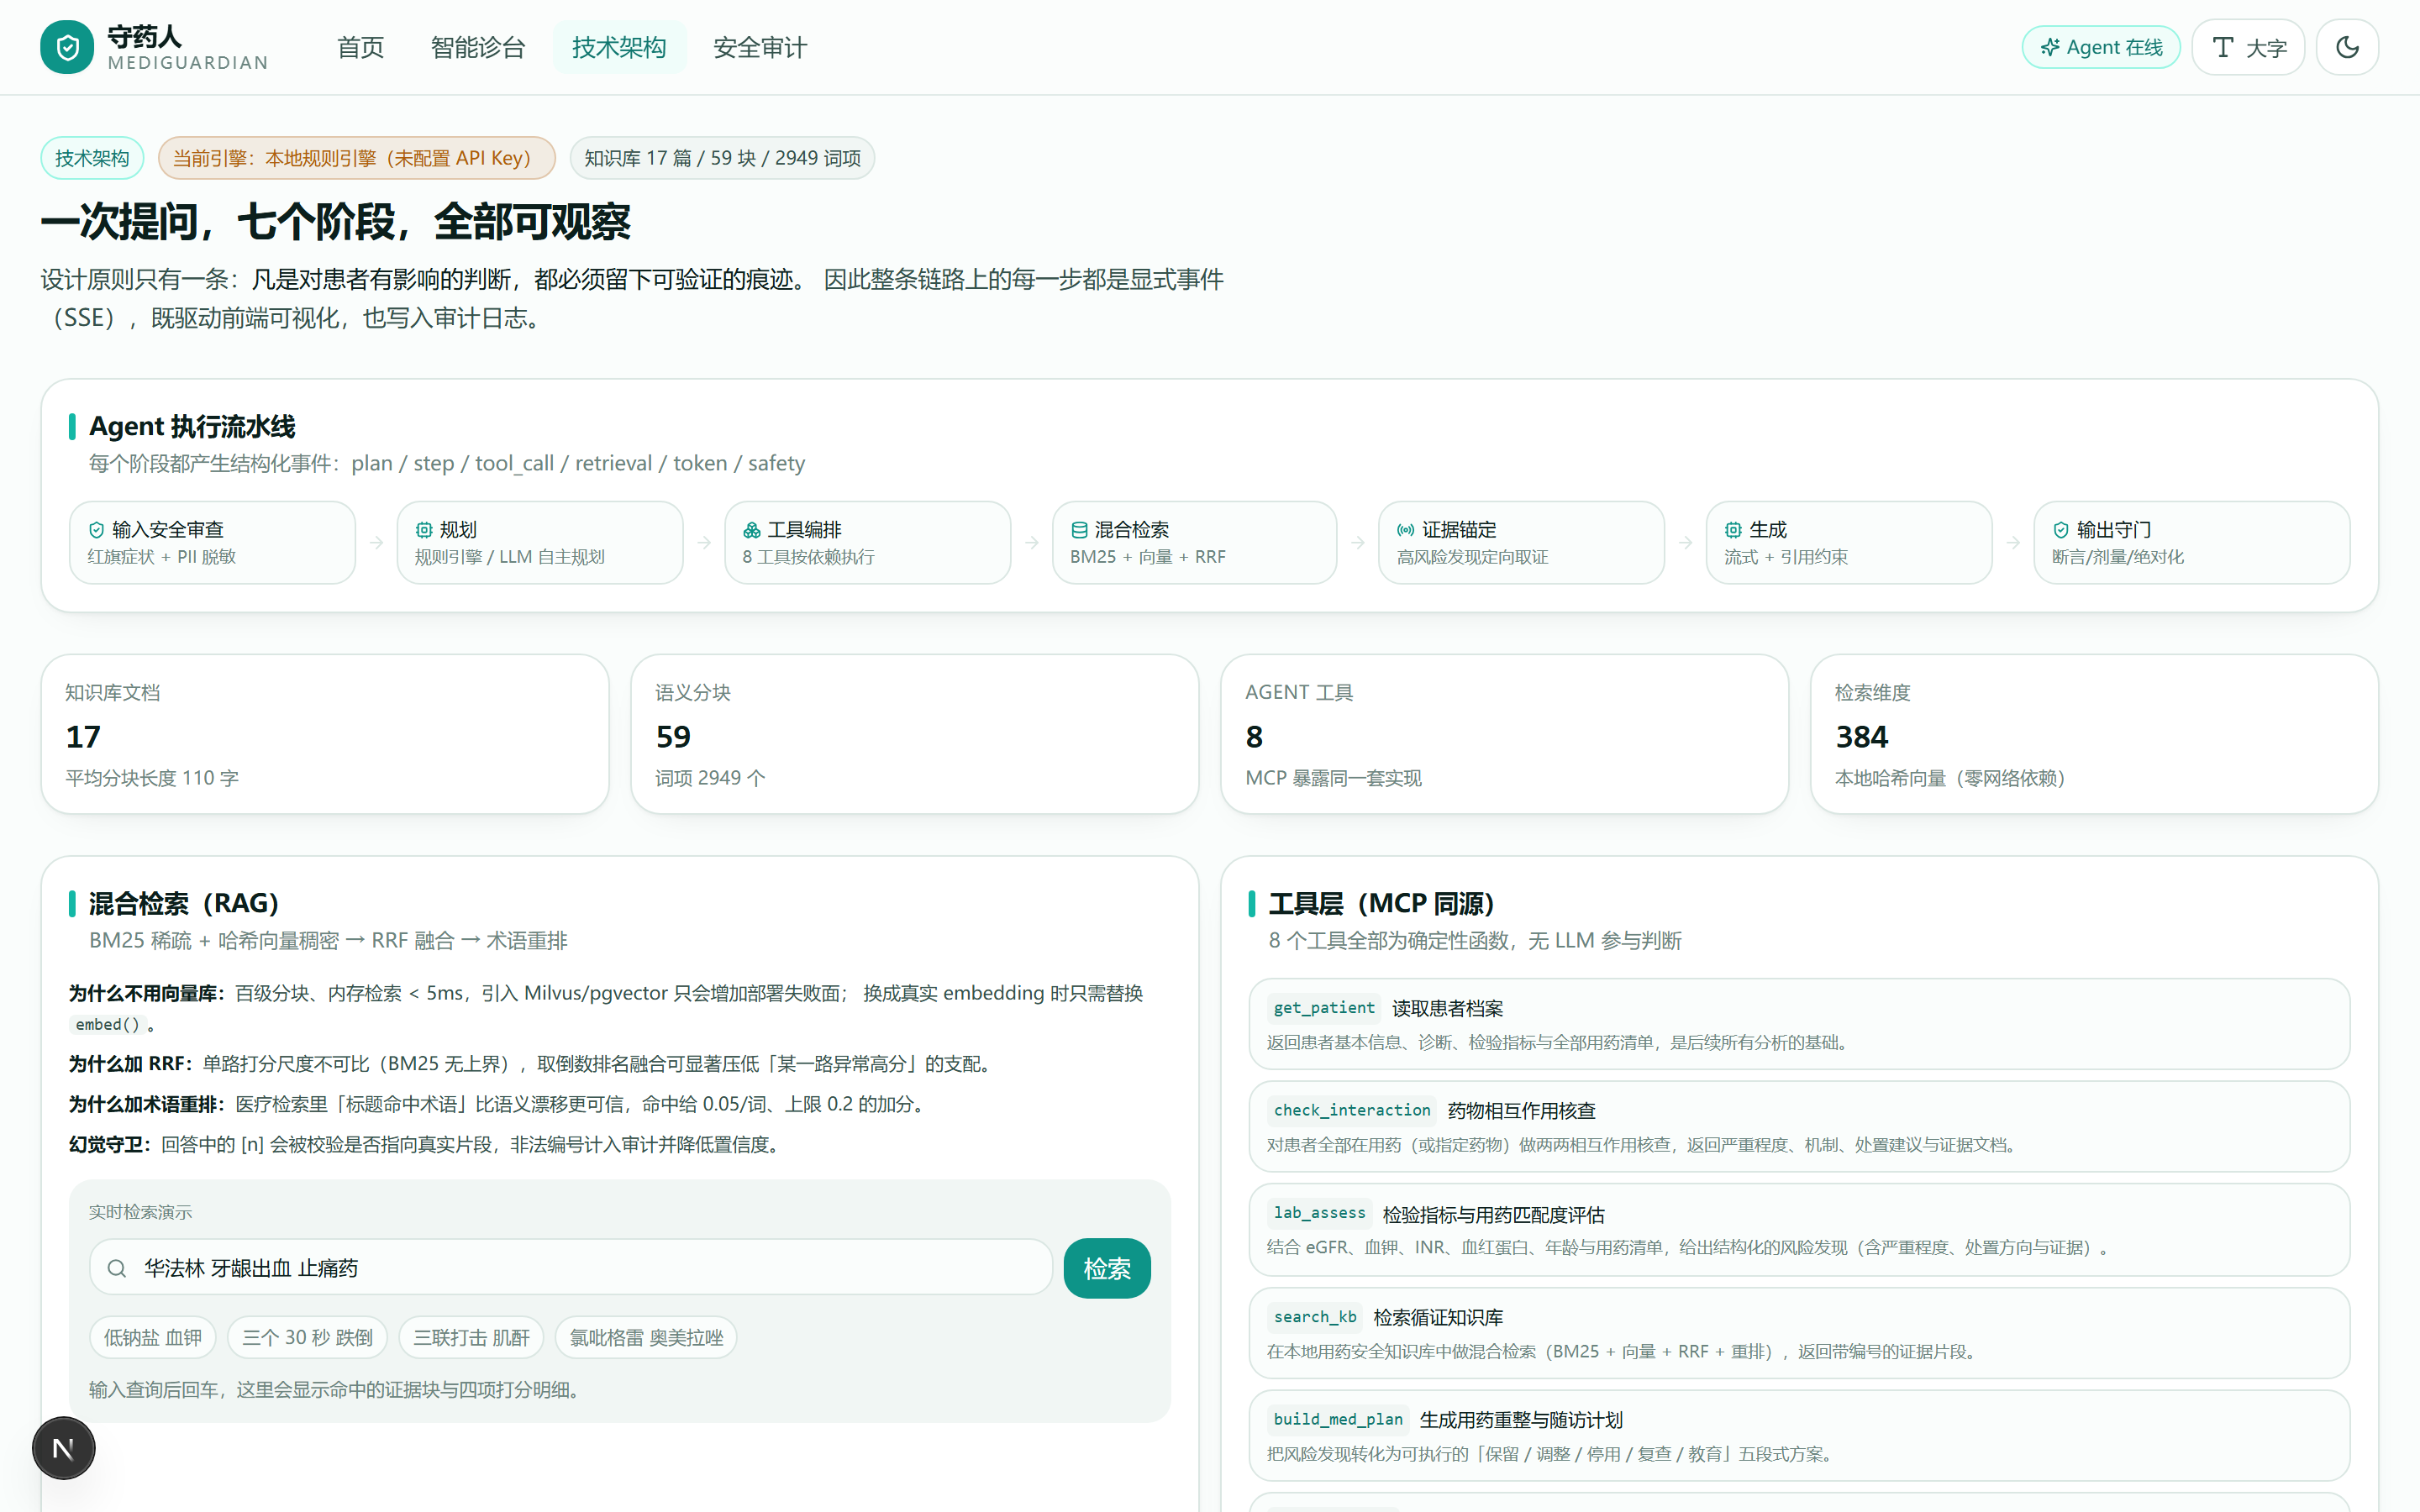 守药人
MEDIGUARDIAN
首页
智能诊台
技术架构
安全审计
Agent 在线
大字
技术架构
当前引擎：本地规则引擎（未配置 API Key）
知识库 17 篇 / 59 块 / 2949 词项
一次提问，七个阶段，全部可观察
设计原则只有一条：凡是对患者有影响的判断，都必须留下可验证的痕迹。 因此整条链路上的每一步都是显式事件
（SSE），既驱动前端可视化，也写入审计日志。
Agent 执行流水线
每个阶段都产生结构化事件：plan / step / tool_call / retrieval / token / safety
输入安全审查
红旗症状 + PII 脱敏
规划
规则引擎 / LLM 自主规划
工具编排
8 工具按依赖执行
混合检索
BM25 + 向量 + RRF
证据锚定
高风险发现定向取证
生成
流式 + 引用约束
输出守门
断言/剂量/绝对化
知识库文档
17
平均分块长度 110 字
语义分块
59
词项 2949 个
AGENT 工具
8
MCP 暴露同一套实现
检索维度
384
本地哈希向量（零网络依赖）
混合检索（RAG）
BM25 稀疏 + 哈希向量稠密 → RRF 融合 → 术语重排
为什么不用向量库：百级分块、内存检索 < 5ms，引入 Milvus/pgvector 只会增加部署失败面； 换成真实 embedding 时只需替换
embed() 。
为什么加 RRF：单路打分尺度不可比（BM25 无上界），取倒数排名融合可显著压低「某一路异常高分」的支配。
为什么加术语重排：医疗检索里「标题命中术语」比语义漂移更可信，命中给 0.05/词、上限 0.2 的加分。
幻觉守卫：回答中的 [n] 会被校验是否指向真实片段，非法编号计入审计并降低置信度。
实时检索演示
华法林 牙龈出血 止痛药
检索
低钠盐 血钾
三个 30 秒 跌倒
三联打击 肌酐
氯吡格雷 奥美拉唑
输入查询后回车，这里会显示命中的证据块与四项打分明细。
工具层（MCP 同源）
8 个工具全部为确定性函数，无 LLM 参与判断
get_patient 读取患者档案
返回患者基本信息、诊断、检验指标与全部用药清单，是后续所有分析的基础。
check_interaction 药物相互作用核查
对患者全部在用药（或指定药物）做两两相互作用核查，返回严重程度、机制、处置建议与证据文档。
lab_assess 检验指标与用药匹配度评估
结合 eGFR、血钾、INR、血红蛋白、年龄与用药清单，给出结构化的风险发现（含严重程度、处置方向与证据）。
search_kb 检索循证知识库
在本地用药安全知识库中做混合检索（BM25 + 向量 + RRF + 重排），返回带编号的证据片段。
build_med_plan 生成用药重整与随访计划
把风险发现转化为可执行的「保留 / 调整 / 停用 / 复查 / 教育」五段式方案。
N